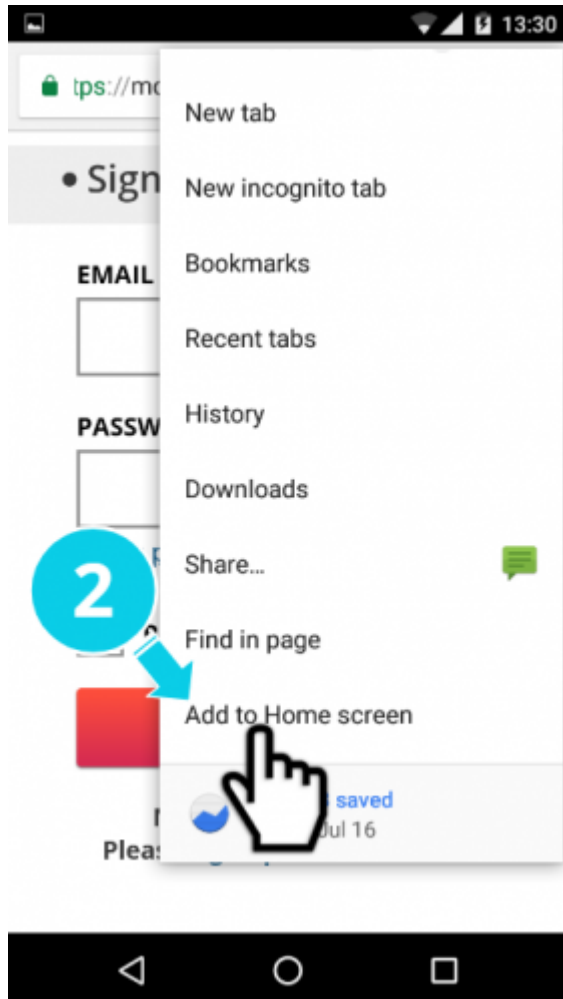 13:30
tps://mo
New tab
• Sign
New incognito tab
EMAIL
Bookmarks
Recent tabs
PASSW
History
Downloads
Share...
2
Find in page
Add to Home screen
saved
Jul 16
Plea